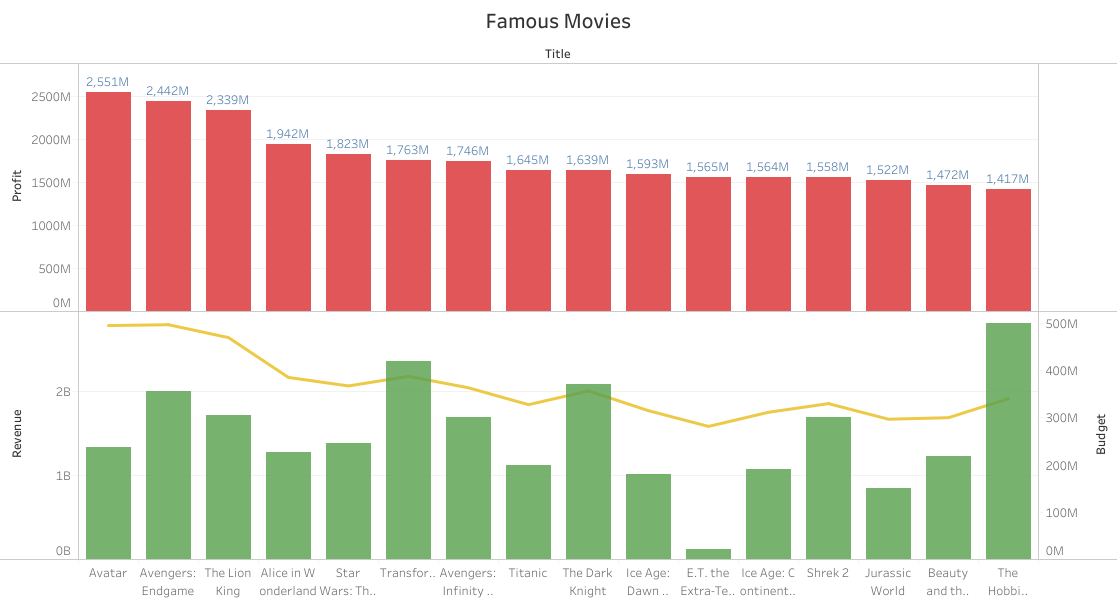 Famous Movies
Title
2,551M
2,442M
2,339M
1,942M
1,823M
1,763M
1,746M
1,645M
1,639M
1,593M
1,565M
1,564M
1,558M
1,522M
1,472M
1,417M
Profit
2500M
2000M
1500M
1000M
500M
0M
Revenue
2B
1B
0B
Budget
500M
400M
300M
200M
100M
0M
Avatar
Avengers:
Endgame
The Lion
King
Alice in W
onderland
Star
Wars: Th..
Transfor..
Avengers:
Infinity ..
Titanic
The Dark
Knight
Ice Age:
Dawn ..
E.T. the
Extra-Te..
Ice Age: C
ontinent..
Shrek 2
Jurassic
World
Beauty
and th..
The
Hobbi..